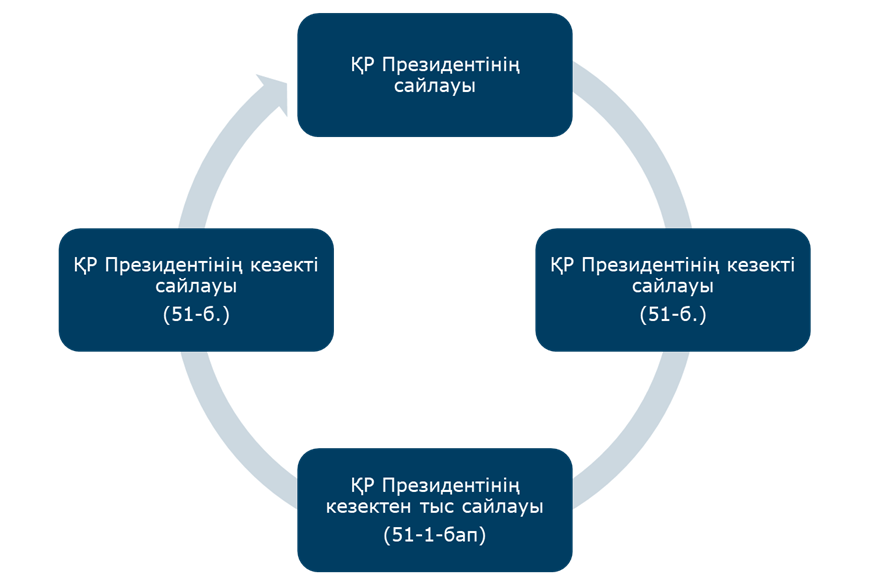 ҚР Президентінің
сайлауы
ҚР Президентінің кезекті
сайлауы
(51-б.)
ҚР Президентінің кезекті
сайлауы
(51-б.)
ҚР Президентінің
кезектен тыс сайлауы
(51-1-бап)